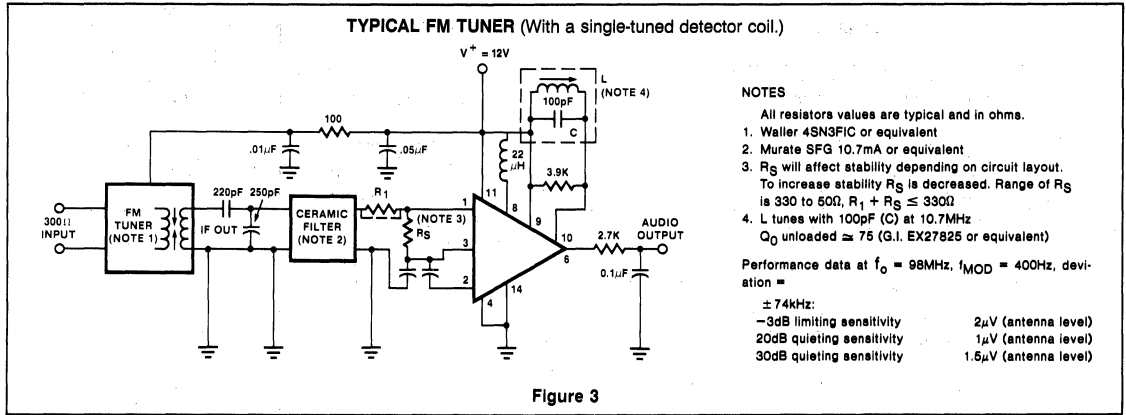 TYPICAL FM TUNER (With a single-tuned detector coil.)
V+ = 12V
L
(NOTE 4)
100pF
C
100
.01μF
.05μF
22
μH
3.9K
220pF
250pF
R1
11
8
9
1
(NOTE 3)
300Ω
INPUT
FM
TUNER
(NOTE 1)
IF OUT
CERAMIC
FILTER
(NOTE 2)
RS
3
10
6
2.7K
AUDIO
OUTPUT
2
14
4
0.1μF
NOTES
All resistors values are typical and in ohms.
1. Waller 4SN3FIC or equivalent
2. Murate SFG 10.7mA or equivalent
3. RS will affect stability depending on circuit layout.
To increase stability RS is decreased. Range of RS
is 330 to 50Ω, R1 + RS ≤ 330Ω
4. L tunes with 100pF (C) at 10.7MHz
QO unloaded ≃ 75 (G.I. EX27825 or equivalent)
Performance data at fo = 98MHz, fMOD = 400Hz, devi-
ation =
±74kHz:
−3dB limiting sensitivity 2μV (antenna level)
20dB quieting sensitivity 1μV (antenna level)
30dB quieting sensitivity 1.5μV (antenna level)
Figure 3